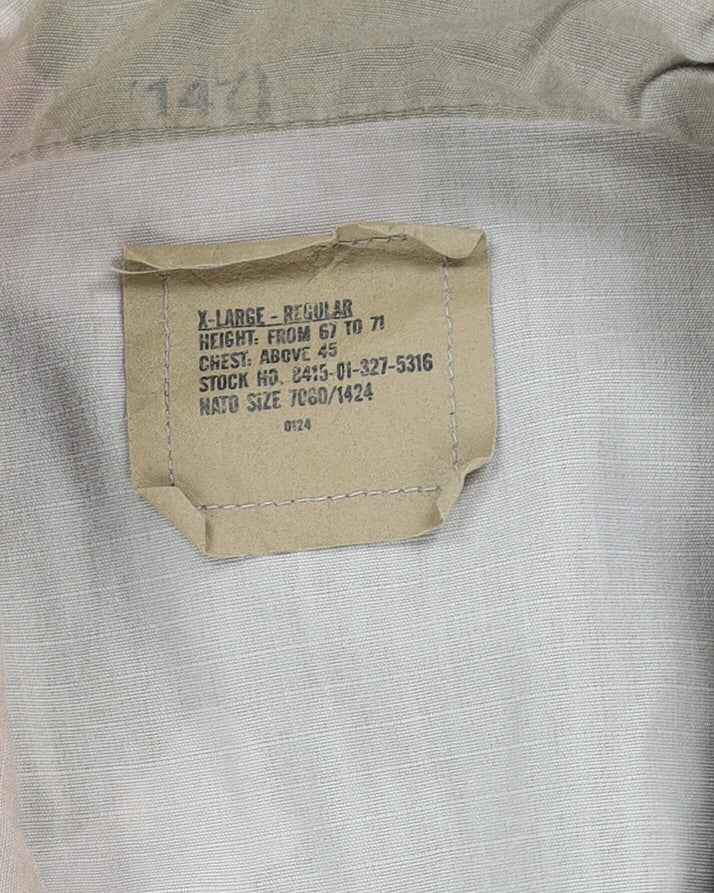 (147)
X-LARGE - REGULAR
HEIGHT: FROM 67 TO 71
CHEST: ABOVE 45
STOCK NO. 8415-01-327-5316
NATO SIZE 7080/1424
0124